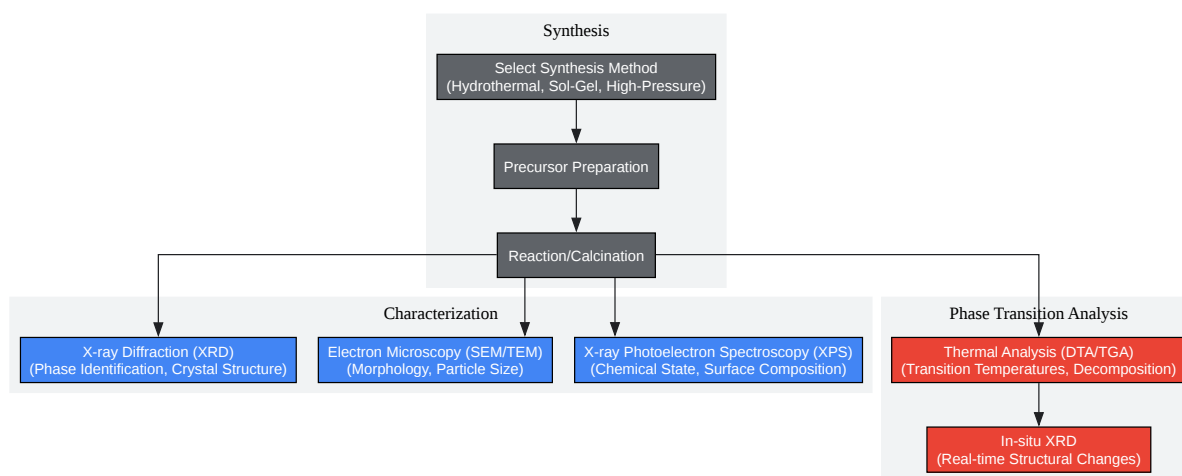 Synthesis
Select Synthesis Method
(Hydrothermal, Sol-Gel, High-Pressure)
Precursor Preparation
Reaction/Calcination
Characterization
X-ray Diffraction (XRD)
(Phase Identification, Crystal Structure)
Electron Microscopy (SEM/TEM)
(Morphology, Particle Size)
X-ray Photoelectron Spectroscopy (XPS)
(Chemical State, Surface Composition)
Phase Transition Analysis
Thermal Analysis (DTA/TGA)
(Transition Temperatures, Decomposition)
In-situ XRD
(Real-time Structural Changes)